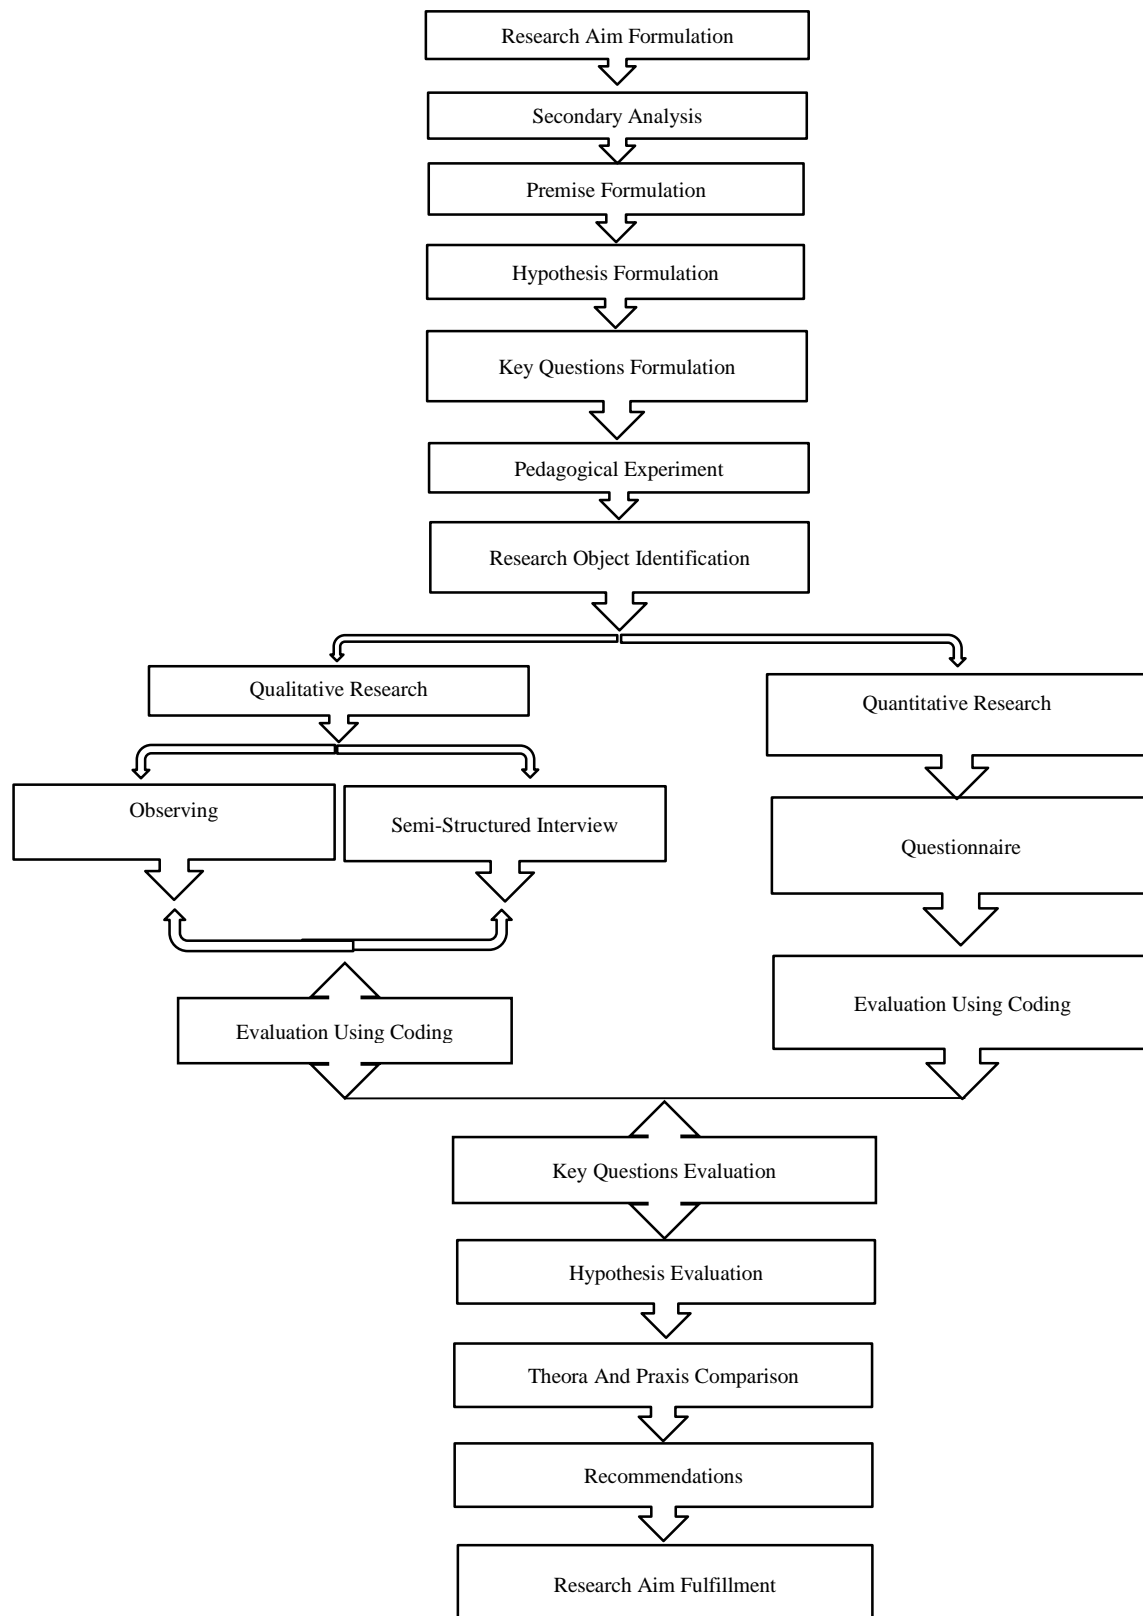 Research Aim Formulation
Secondary Analysis
Premise Formulation
Hypothesis Formulation
Key Questions Formulation
Pedagogical Experiment
Research Object Identification
Qualitative Research
Quantitative Research
Observing
Semi-Structured Interview
Questionnaire
Evaluation Using Coding
Evaluation Using Coding
Key Questions Evaluation
Hypothesis Evaluation
Theora And Praxis Comparison
Recommendations
Research Aim Fulfillment